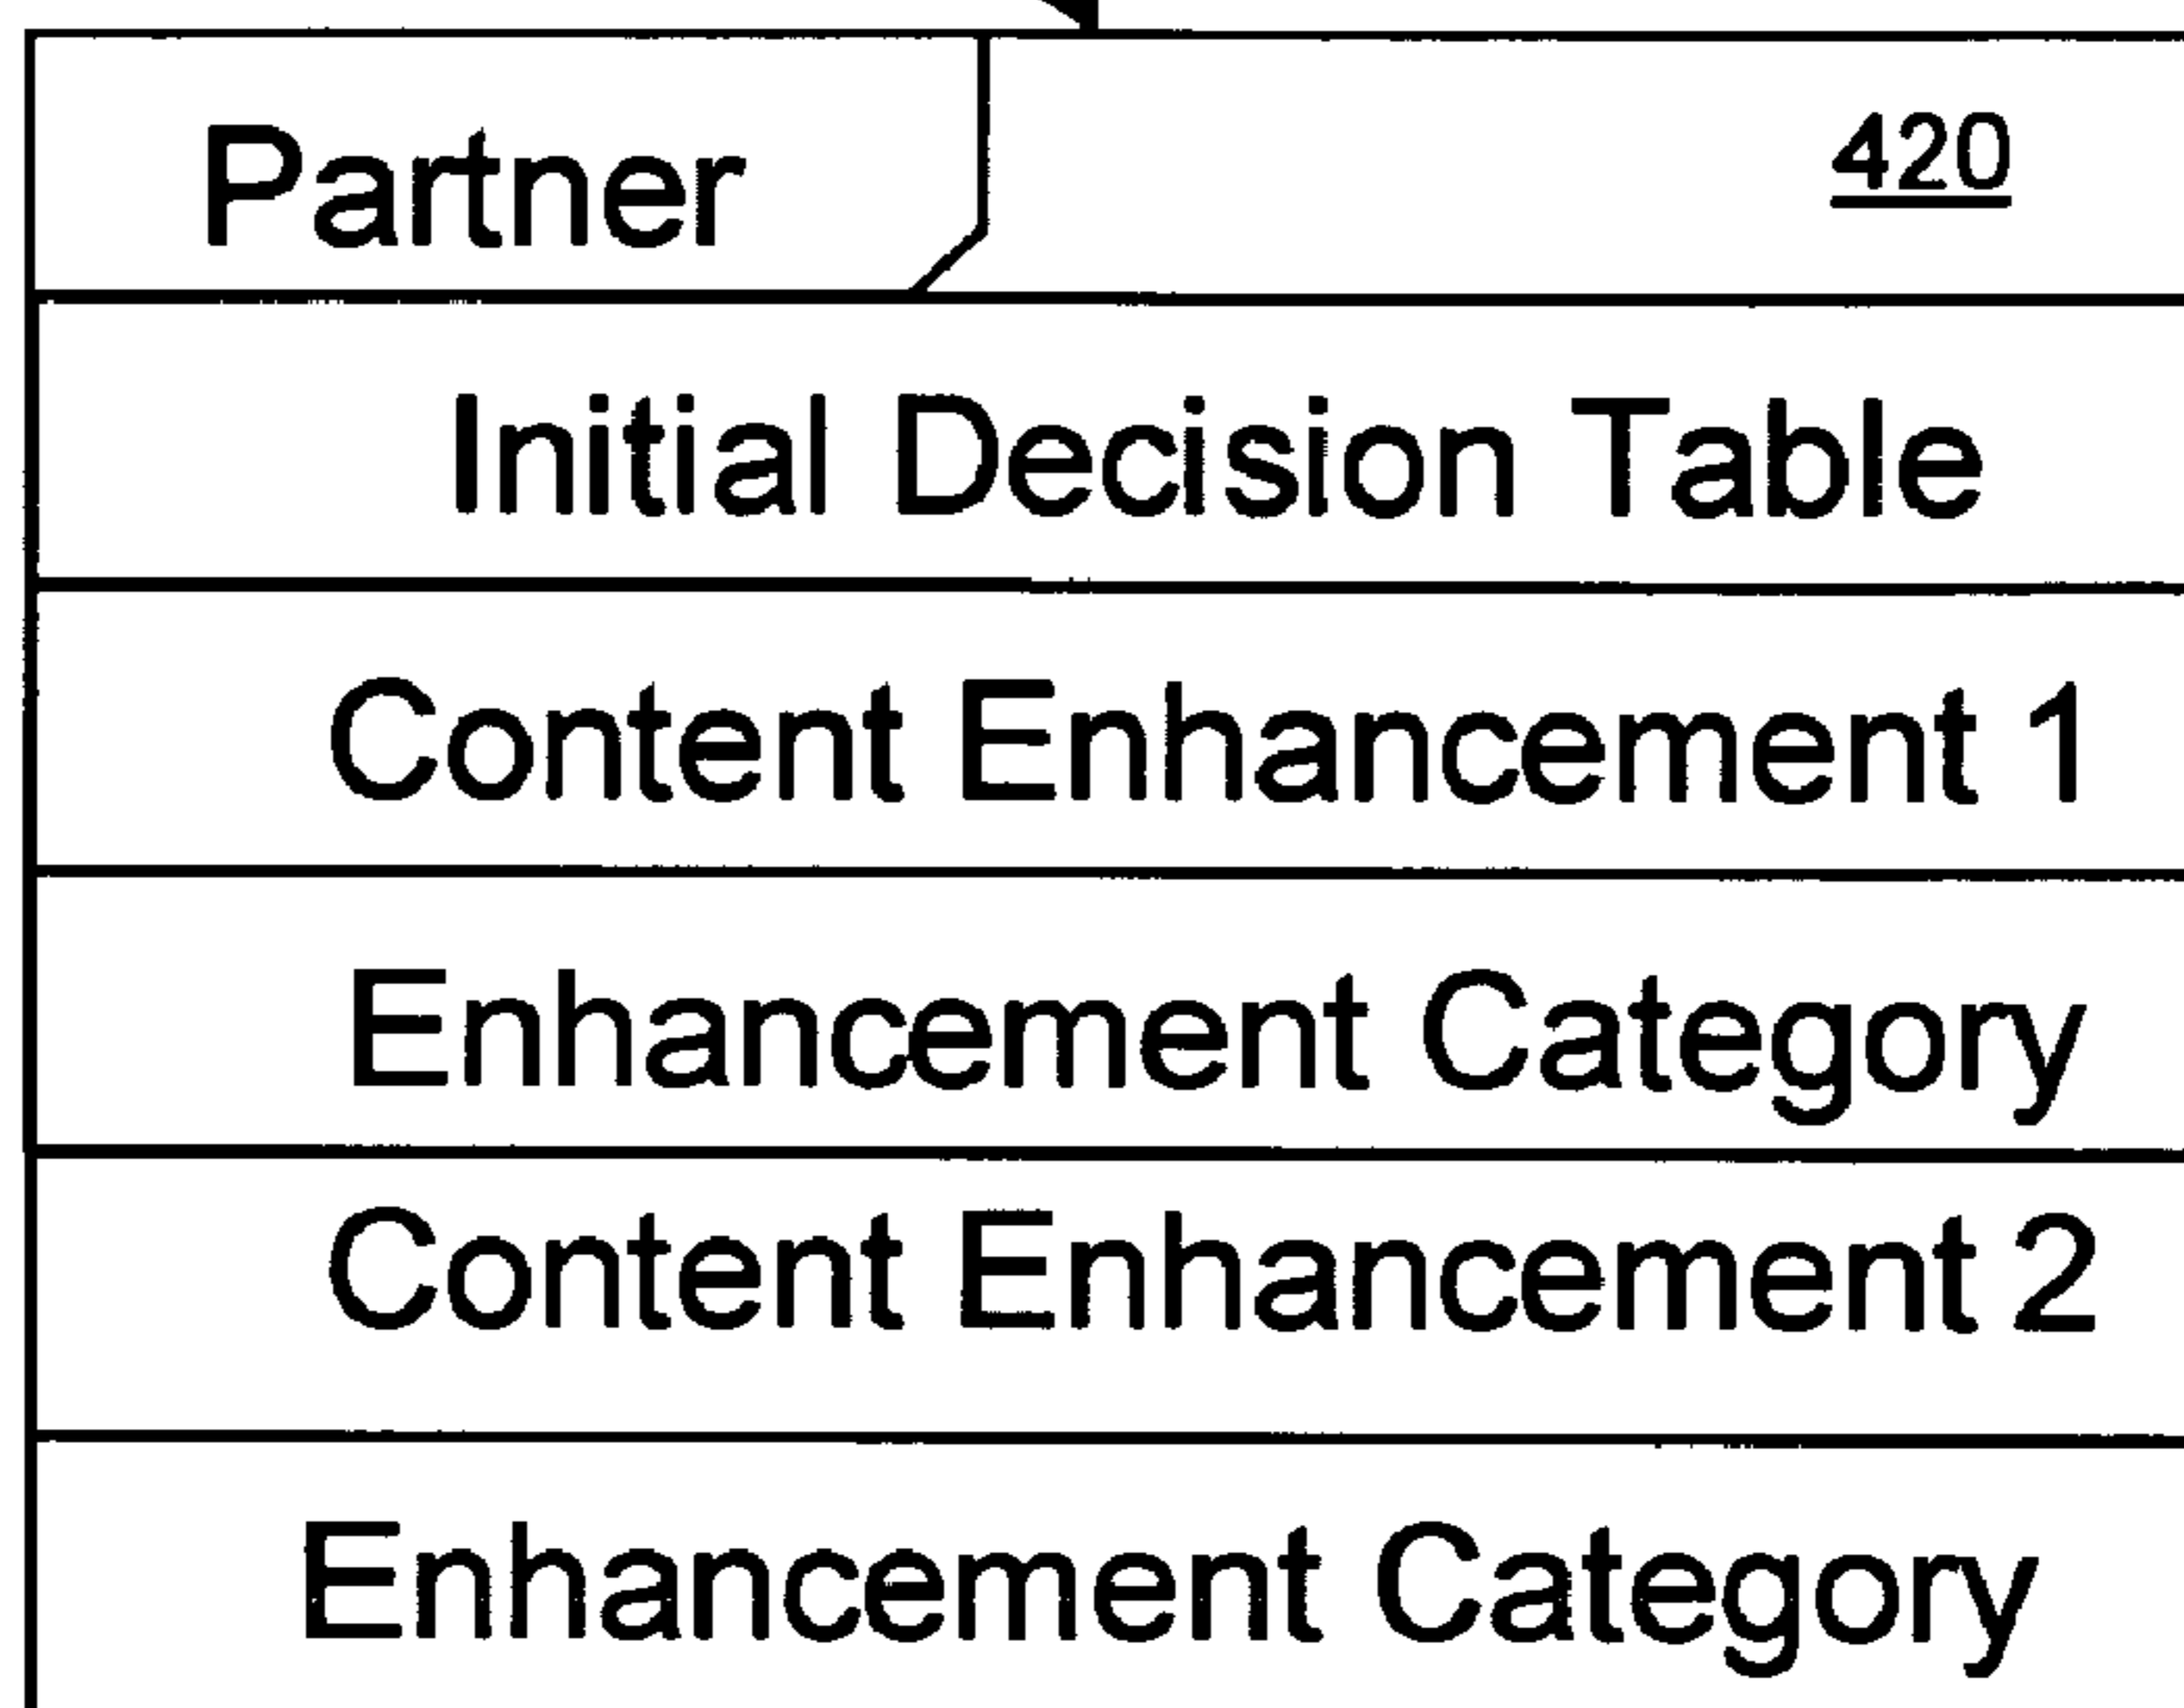 Partner
420
Initial Decision Table
Content Enhancement 1
Enhancement Category
Content Enhancement 2
Enhancement Category